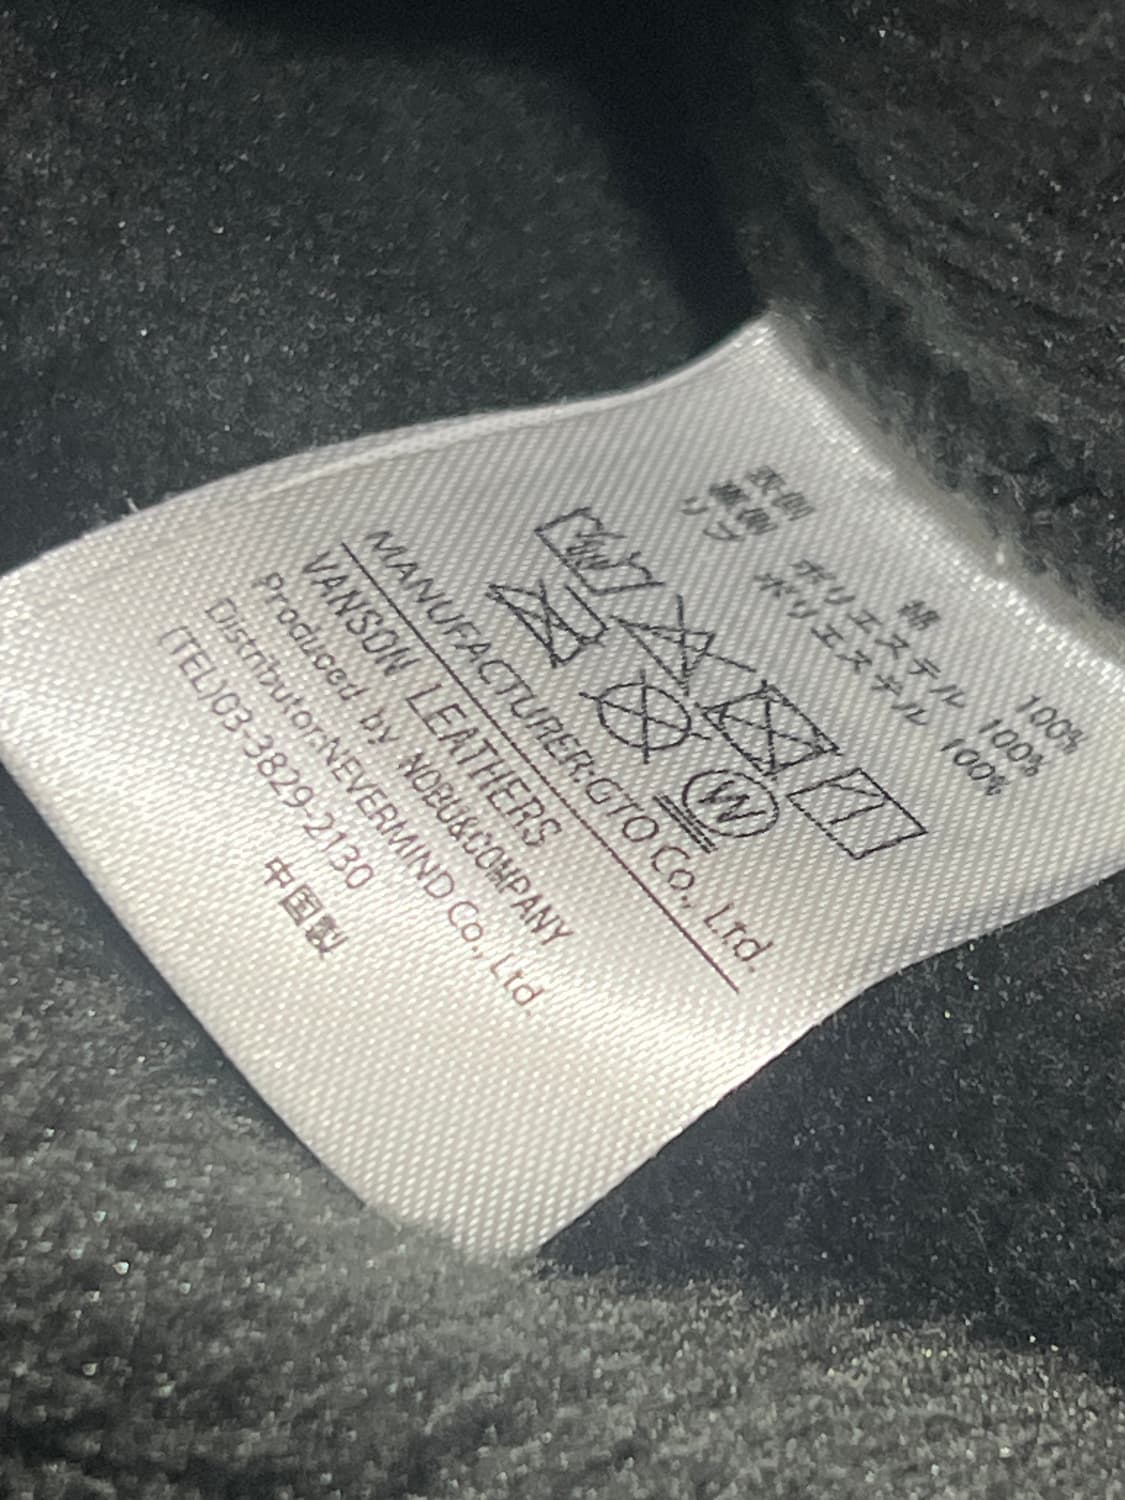 表側 綿 100%
裏側 ポリエステル 100%
リブ ポリエステル 100%
W
MANUFACTURER:GTO Co., Ltd.
VANSON LEATHERS
Produced by NOBU&COMPANY
Distributor:NEVERMIND Co., Ltd.
(TEL)03-3829-2130
中国製